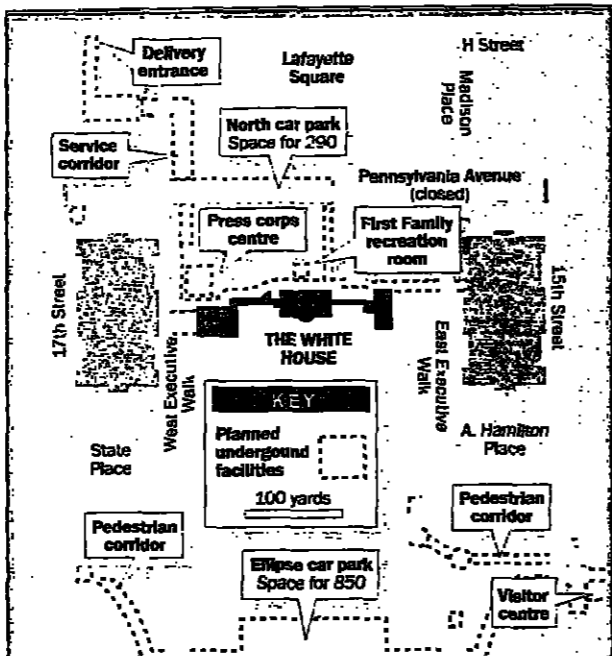 Delivery
entrance
Lafayette
Square
H Street
Madison
Place
North car park
Space for 290
Service
corridor
Pennsylvania Avenue
(closed)
Press corps
centre
First Family
recreation
room
17th Street
15th Street
THE WHITE
HOUSE
West Executive
Walk
East Executive
Walk
KEY
Planned
undergound
facilities
100 yards
State
Place
A. Hamilton
Place
Pedestrian
corridor
Pedestrian
corridor
Ellipse car park
Space for 850
Visitor
centre